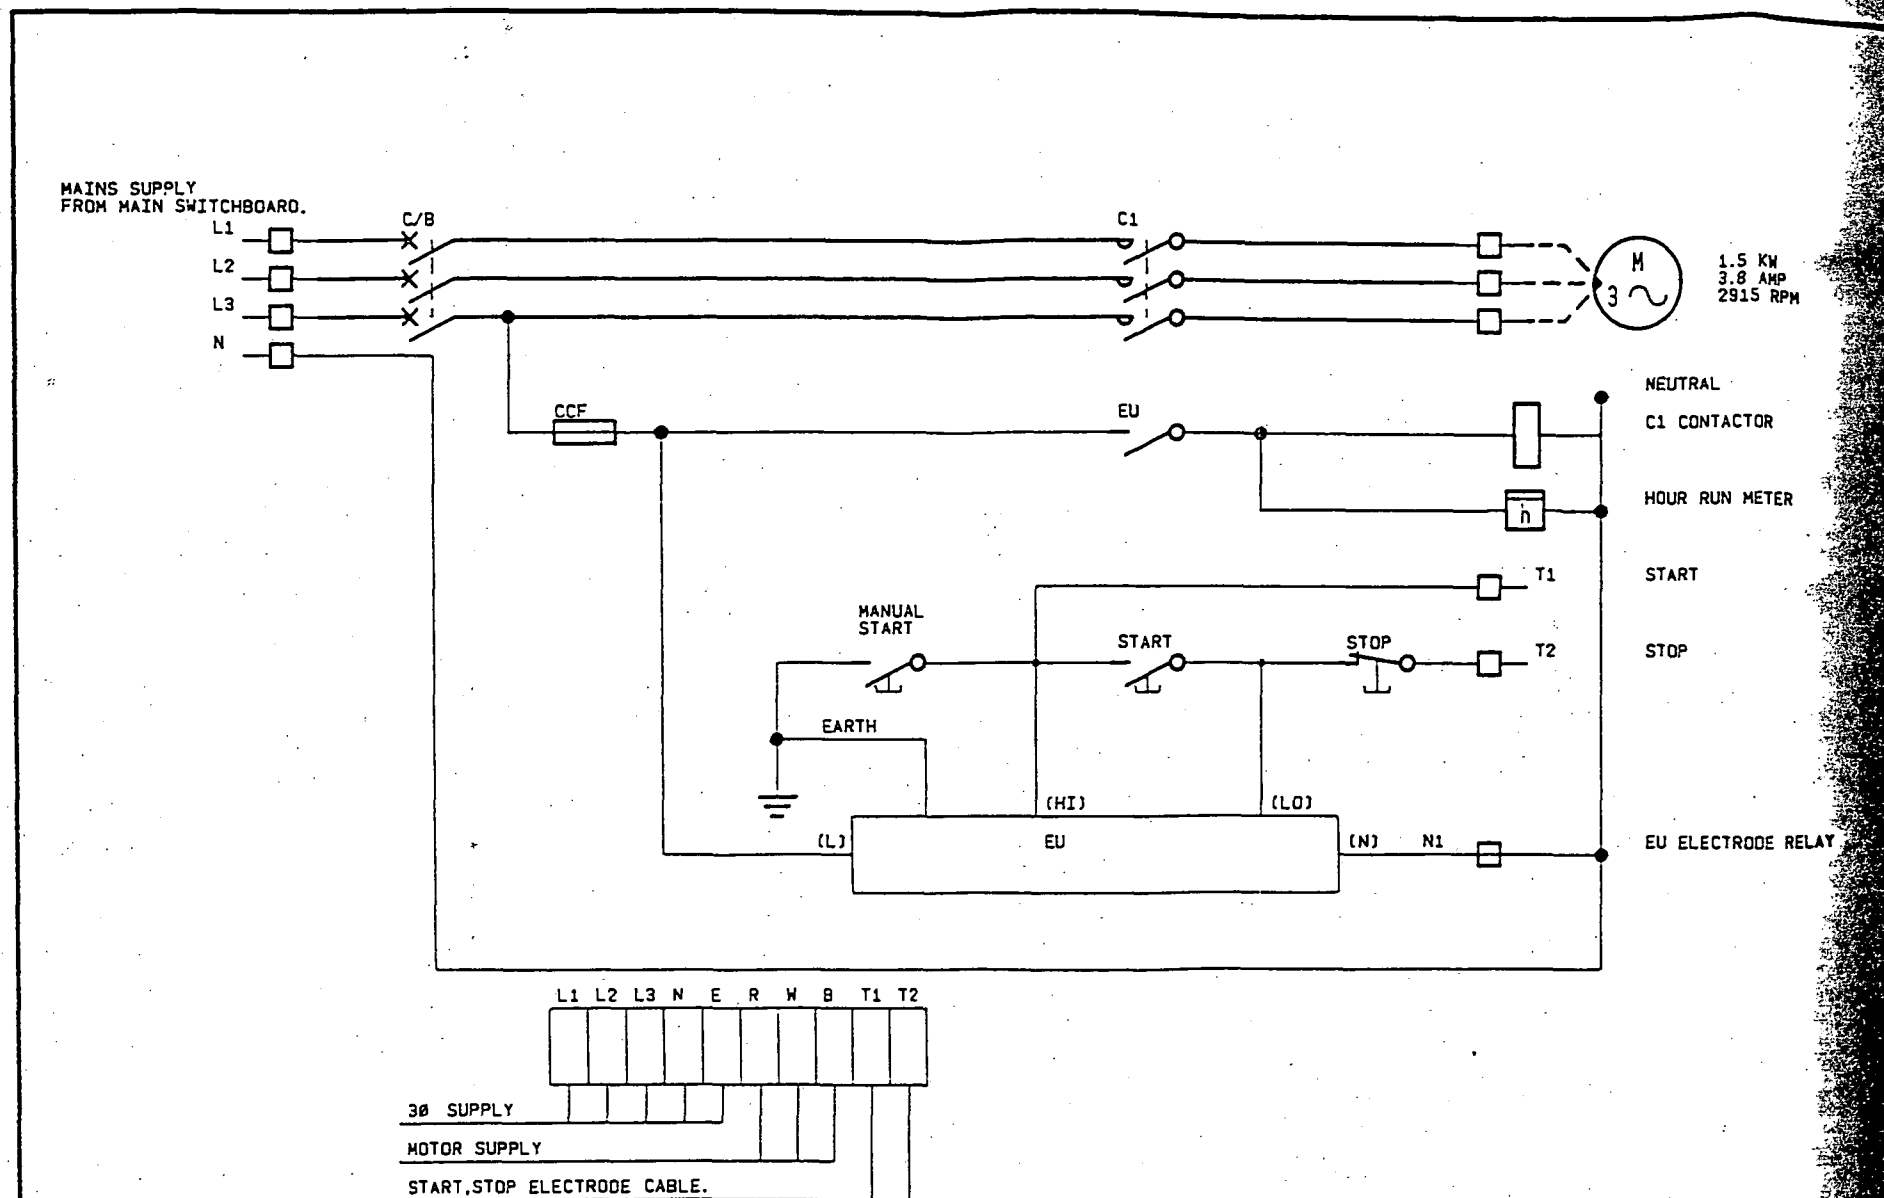 MAINS SUPPLY
FROM MAIN SWITCHBOARD.
L1
C/B
C1
L2
L3
N
M
3
1.5 KW
3.8 AMP
2915 RPM
NEUTRAL
CCF
EU
C1 CONTACTOR
HOUR RUN METER
h
T1
START
MANUAL
START
START
STOP
T2
STOP
EARTH
(HI)
(LO)
(L)
EU
(N)
N1
EU ELECTRODE RELAY
L1 L2 L3 N E R W B T1 T2
3ø SUPPLY
MOTOR SUPPLY
START,STOP ELECTRODE CABLE.